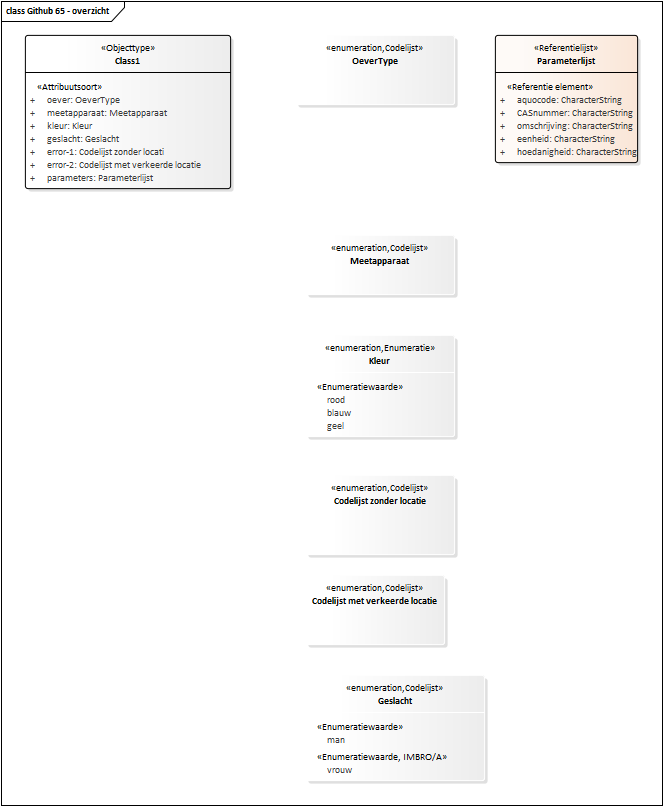 class Github 65 - overzicht
«Objecttype»
Class1
«Attribuutsoort»
+ oever: OeverType
+ meetapparaat: Meetapparaat
+ kleur: Kleur
+ geslacht: Geslacht
+ error-1: Codelijst zonder locati
+ error-2: Codelijst met verkeerde locatie
+ parameters: Parameterlijst
«enumeration,Codelijst»
OeverType
«Referentielijst»
Parameterlijst
«Referentie element»
+ aquocode: CharacterString
+ CASnummer: CharacterString
+ omschrijving: CharacterString
+ eenheid: CharacterString
+ hoedanigheid: CharacterString
«enumeration,Codelijst»
Meetapparaat
«enumeration,Enumeratie»
Kleur
«Enumeratiewaarde»
rood
blauw
geel
«enumeration,Codelijst»
Codelijst zonder locatie
«enumeration,Codelijst»
Codelijst met verkeerde locatie
«enumeration,Codelijst»
Geslacht
«Enumeratiewaarde»
man
«Enumeratiewaarde, IMBRO/A»
vrouw